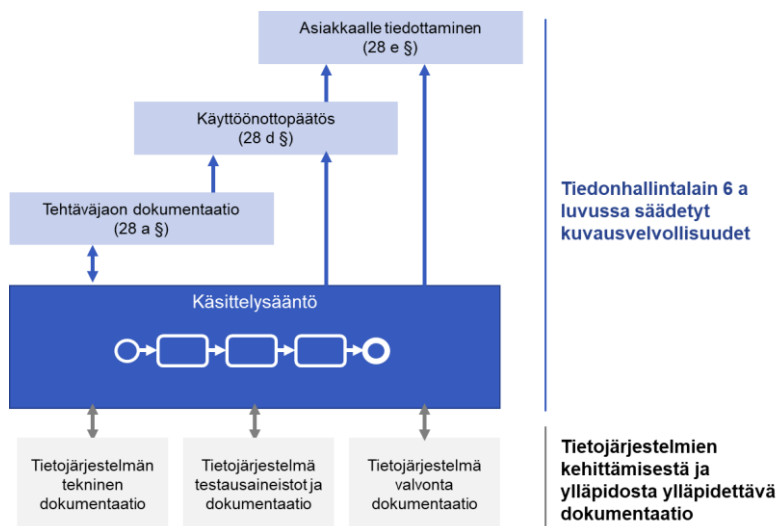 Asiakkaalle tiedottaminen
(28 e §)
Käyttöönottopäätös
(28 d §)
Tehtäväjaon dokumentaatio
(28 a §)
Tiedonhallintalain 6 a
luvussa säädetyt
kuvausvelvollisuudet
Käsittelysääntö
Tietojärjestelmän
tekninen
dokumentaatio
Tietojärjestelmä
testausaineistot ja
dokumentaatio
Tietojärjestelmä
valvonta
dokumentaatio
Tietojärjestelmien
kehittämisestä ja
ylläpidosta ylläpidettävä
dokumentaatio